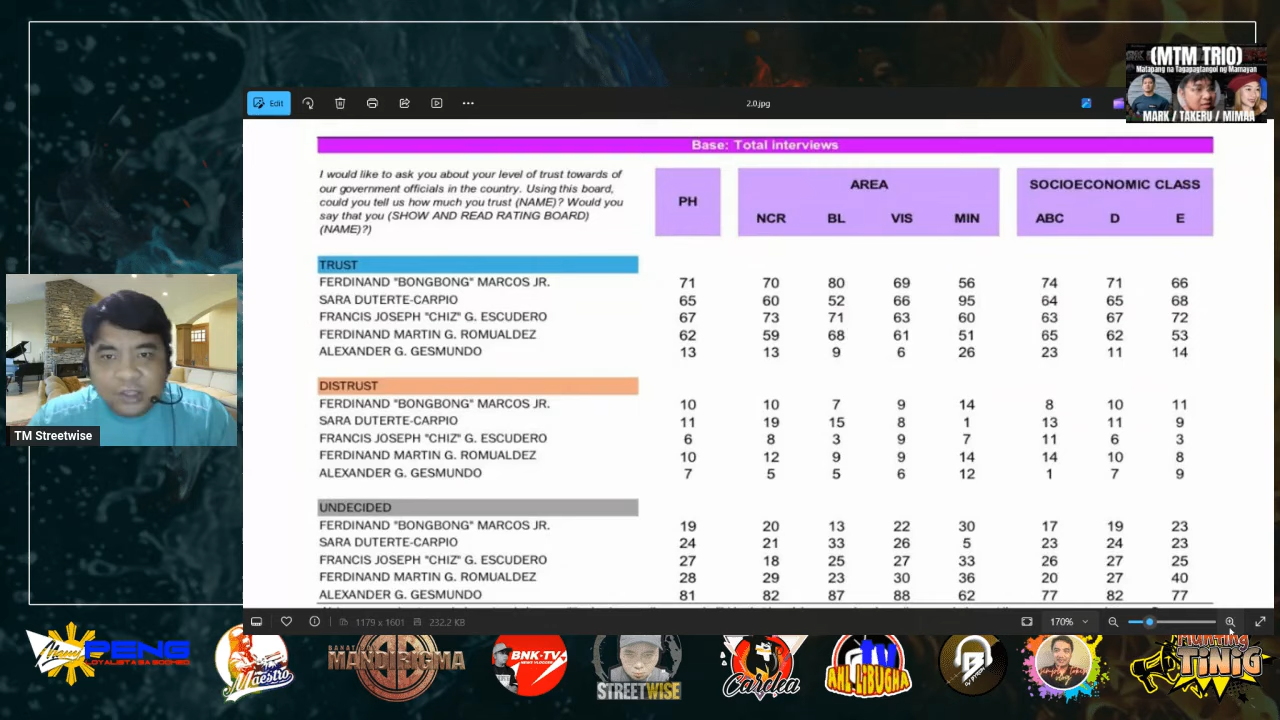 (MTM TRIO)
Matapang na Tagapagtangol ng Mamayan
MARK / TAKERU / MIMAA
Edit
2.0.jpg
Base: Total interviews
I would like to ask you about your level of trust towards of
our government officials in the country. Using this board,
could you tell us how much you trust (NAME)? Would you
say that you (SHOW AND READ RATING BOARD)
(NAME)?)
PH
AREA
SOCIOECONOMIC CLASS
NCR BL VIS MIN ABC D E
TRUST
FERDINAND "BONGBONG" MARCOS JR. 71 70 80 69 56 74 71 66
SARA DUTERTE-CARPIO 65 60 52 66 95 64 65 68
FRANCIS JOSEPH "CHIZ" G. ESCUDERO 67 73 71 63 60 63 67 72
FERDINAND MARTIN G. ROMUALDEZ 62 59 68 61 51 65 62 53
ALEXANDER G. GESMUNDO 13 13 9 6 26 23 11 14
DISTRUST
FERDINAND "BONGBONG" MARCOS JR. 10 10 7 9 14 8 10 11
SARA DUTERTE-CARPIO 11 19 15 8 1 13 11 9
FRANCIS JOSEPH "CHIZ" G. ESCUDERO 6 8 3 9 7 11 6 3
FERDINAND MARTIN G. ROMUALDEZ 10 12 9 9 14 14 10 8
ALEXANDER G. GESMUNDO 7 5 5 6 12 1 7 9
UNDECIDED
FERDINAND "BONGBONG" MARCOS JR. 19 20 13 22 30 17 19 23
SARA DUTERTE-CARPIO 24 21 33 26 5 23 24 23
FRANCIS JOSEPH "CHIZ" G. ESCUDERO 27 18 25 27 33 26 27 25
FERDINAND MARTIN G. ROMUALDEZ 28 29 23 30 36 20 27 40
ALEXANDER G. GESMUNDO 81 82 87 88 62 77 82 77
TM Streetwise
1179 x 1601 232.2 KB
170%
PENG
Maestro
BANAT
MANDIRIGMA
BNK-TV
STREETWISE
Cardka
tv
AHL LIBUGHA
B
Munting
TINIG